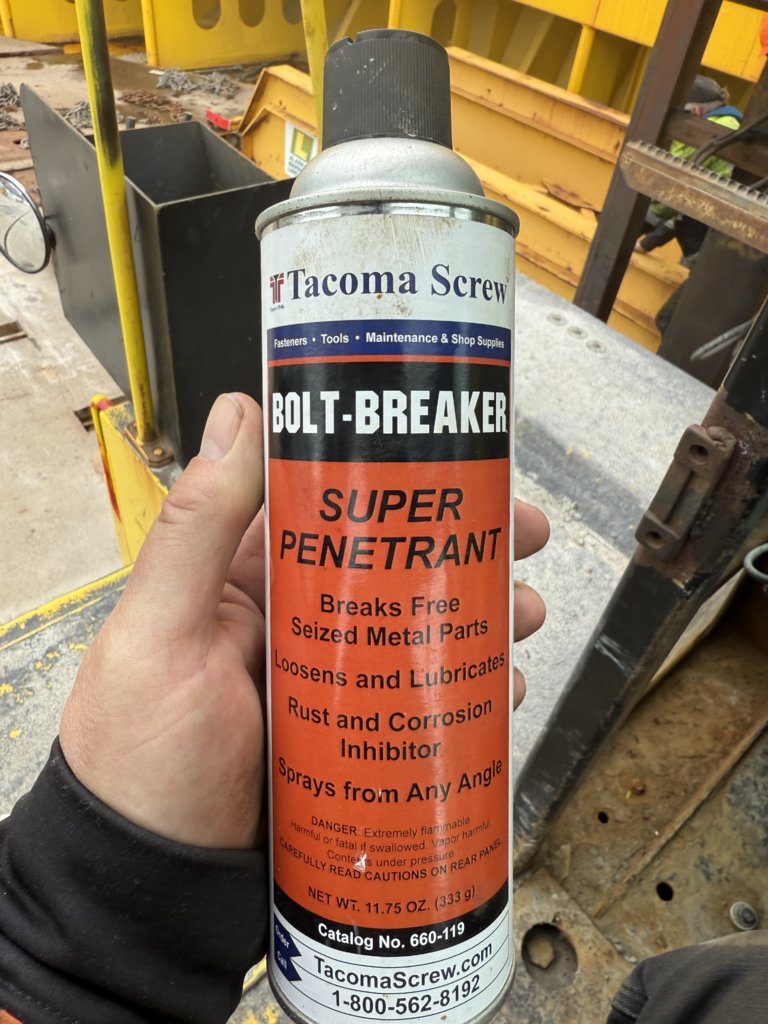 Tacoma Screw
Since 1946
Fasteners • Tools • Maintenance & Shop Supplies
BOLT-BREAKER
SUPER
PENETRANT
Breaks Free
Seized Metal Parts
Loosens and Lubricates
Rust and Corrosion
Inhibitor
Sprays from Any Angle
DANGER: Extremely flammable
Harmful or fatal if swallowed. Vapor harmful
Contents under pressure
CAREFULLY READ CAUTIONS ON REAR PANEL
NET WT. 11.75 OZ. (333 g)
Catalog No. 660-119
Order
Call
TacomaScrew.com
1-800-562-8192